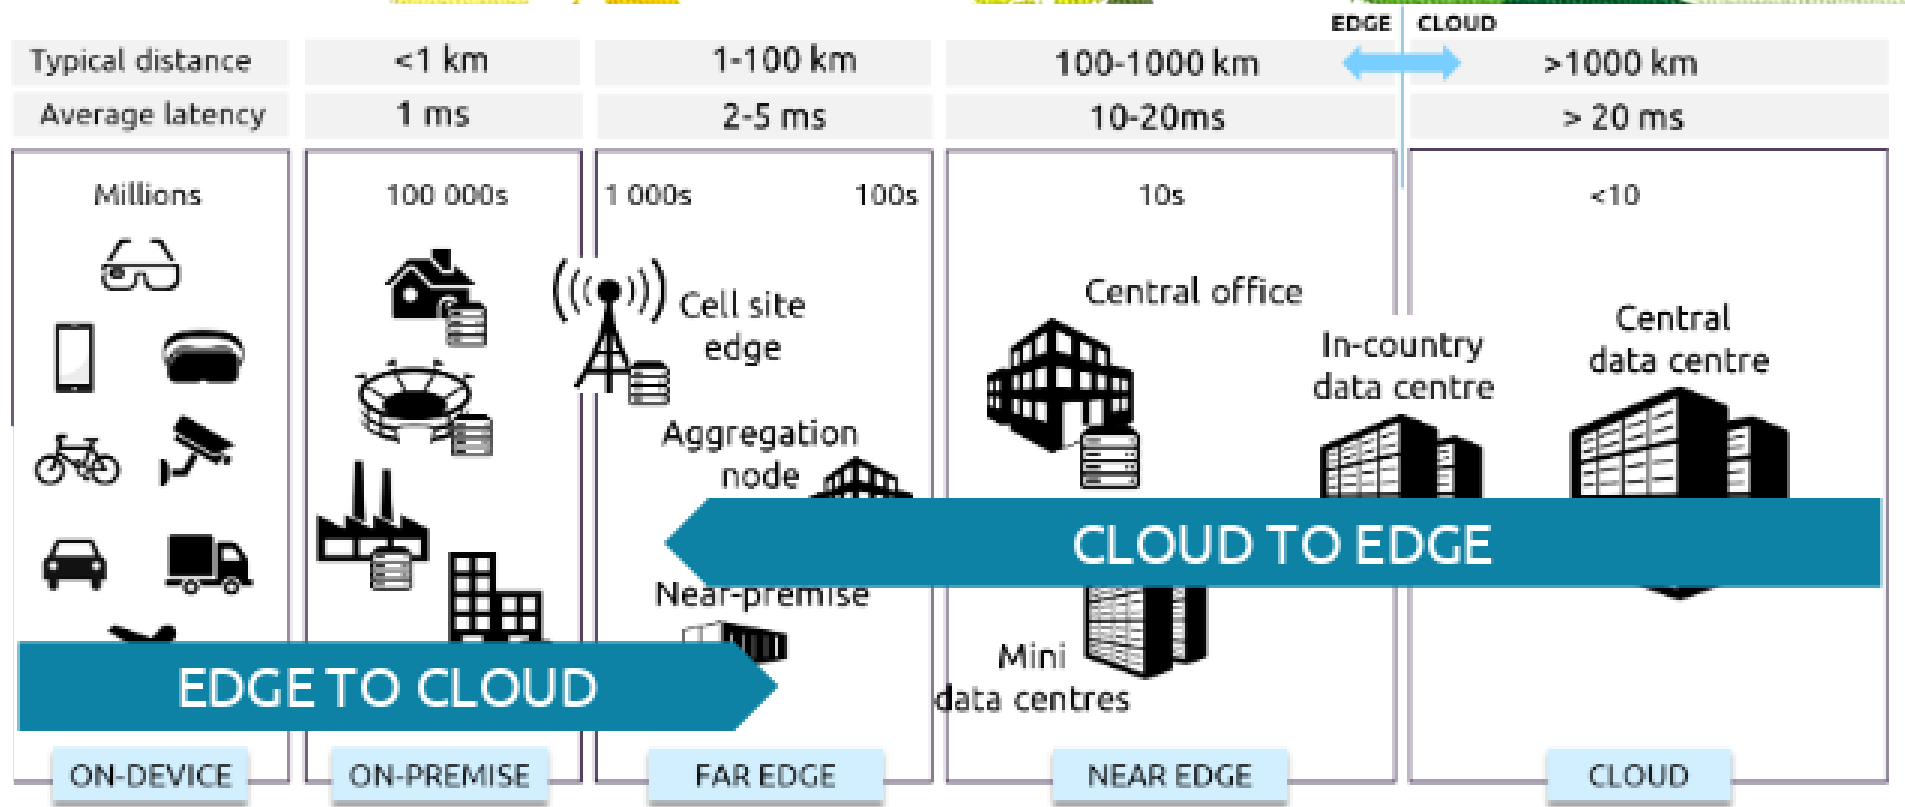 EDGE CLOUD
Typical distance <1 km 1-100 km 100-1000 km >1000 km
Average latency 1 ms 2-5 ms 10-20ms > 20 ms
Millions 100 000s 1 000s 100s 10s <10
Cell site
edge
Aggregation
node
Near-premise
Central office
Mini
data centres
In-country
data centre
Central
data centre
CLOUD TO EDGE
EDGE TO CLOUD
ON-DEVICE ON-PREMISE FAR EDGE NEAR EDGE CLOUD